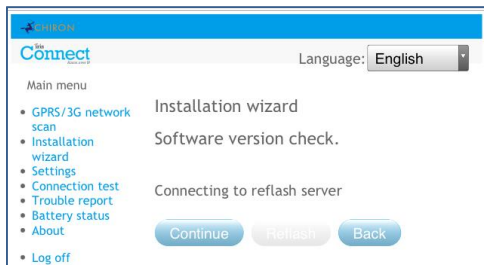 CHIRON
iris
Connect
Language: English
Main menu
GPRS/3G network
scan
Installation
wizard
Settings
Connection test
Trouble report
Battery status
About
Log off
Installation wizard
Software version check.
Connecting to reflash server
Continue
Reflash
Back